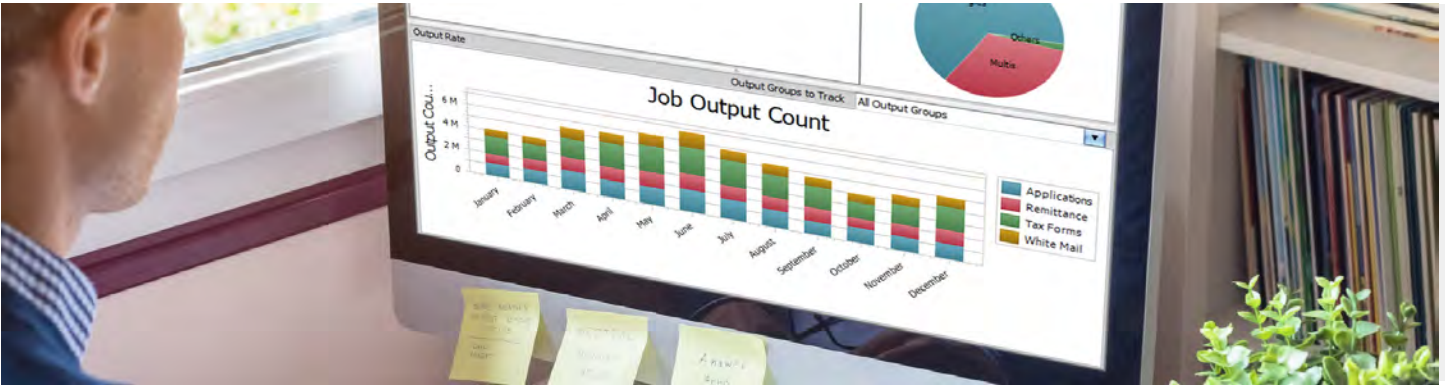 Others
Multis
Output Rate
Output Groups to Track All Output Groups
Job Output Count
Output Cou...
6 M
4 M
2 M
0
January
February
March
April
May
June
July
August
September
October
November
December
Applications
Remittance
Tax Forms
White Mail